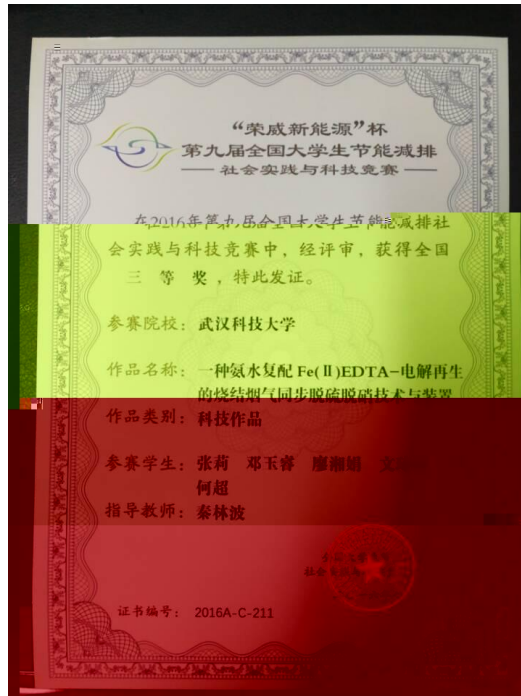 “荣威新能源”杯
第九届全国大学生节能减排
社会实践与科技竞赛
在2016年第九届全国大学生节能减排社
会实践与科技竞赛中，经评审，获得全国
三 等 奖 ，特此发证。
参赛院校：武汉科技大学
作品名称：一种氨水复配 Fe(Ⅱ)EDTA-电解再生
的烧结烟气同步脱硫脱硝技术与装置
作品类别：科技作品
参赛学生：张莉 邓玉睿 廖湘娟
何超
指导教师：秦林波
证书编号： 2016A-C-211